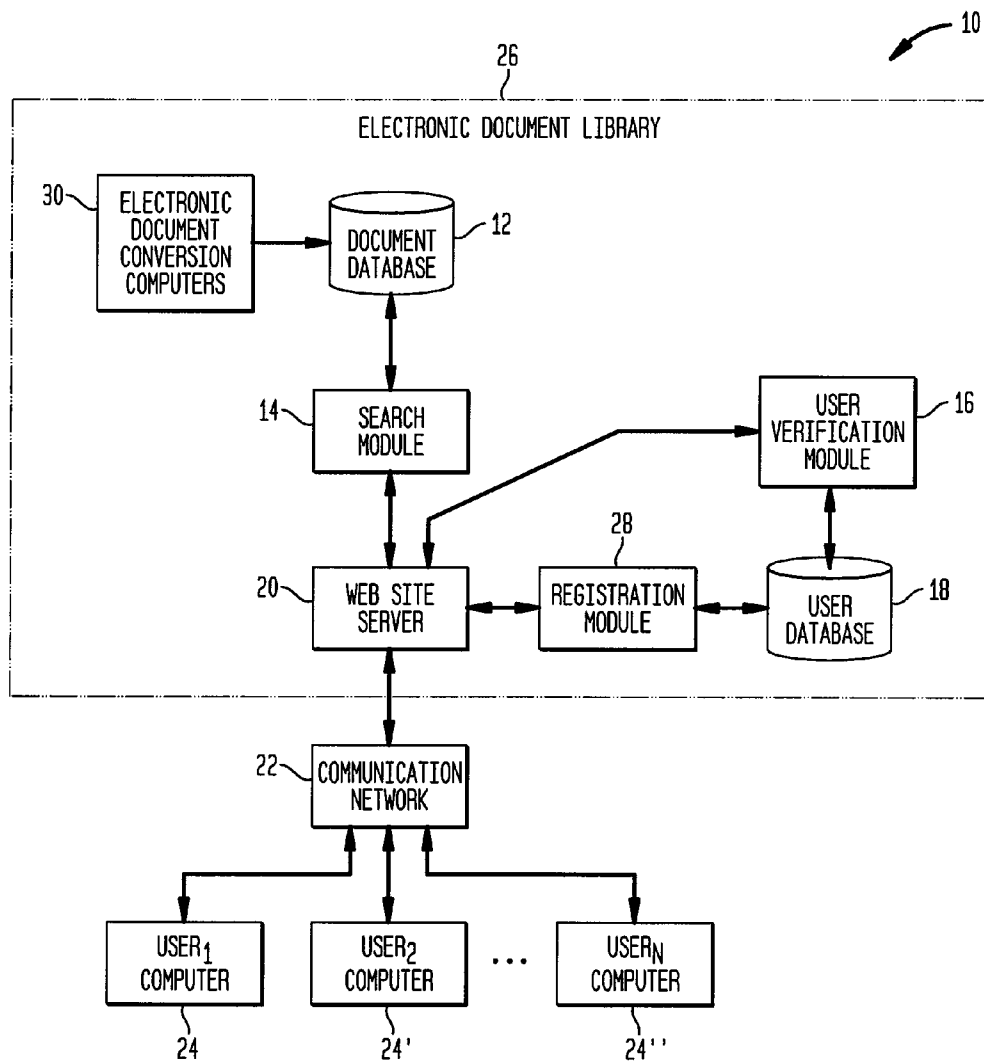 10
26
ELECTRONIC DOCUMENT LIBRARY
30
ELECTRONIC
DOCUMENT
CONVERSION
COMPUTERS
DOCUMENT
DATABASE
12
14
SEARCH
MODULE
USER
VERIFICATION
MODULE
16
28
20
WEB SITE
SERVER
REGISTRATION
MODULE
USER
DATABASE
18
22
COMMUNICATION
NETWORK
USER₁
COMPUTER
USER₂
COMPUTER
...
USER_N
COMPUTER
24
24'
24''